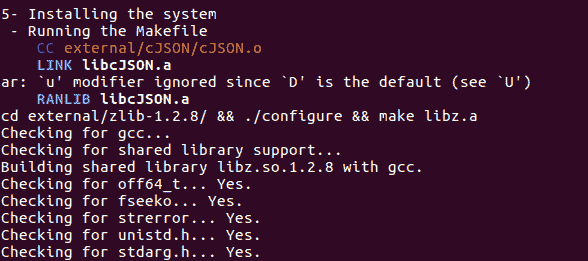 5- Installing the system
 - Running the Makefile
    CC external/cJSON/cJSON.o
    LINK libcJSON.a
ar: `u' modifier ignored since `D' is the default (see `U')
    RANLIB libcJSON.a
cd external/zlib-1.2.8/ && ./configure && make libz.a
Checking for gcc...
Checking for shared library support...
Building shared library libz.so.1.2.8 with gcc.
Checking for off64_t... Yes.
Checking for fseeko... Yes.
Checking for strerror... Yes.
Checking for unistd.h... Yes.
Checking for stdarg.h... Yes.